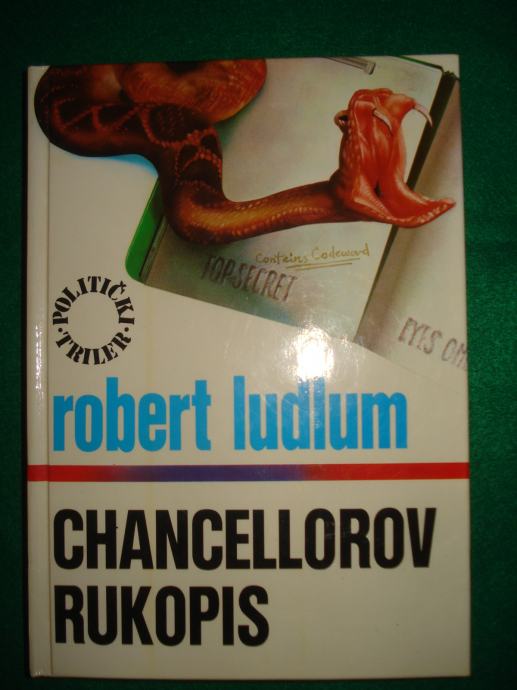 Contains Codeword
TOP-SECRET
EYES ON
POLITIČKI
TRILER
robert ludlum
CHANCELLOROV
RUKOPIS